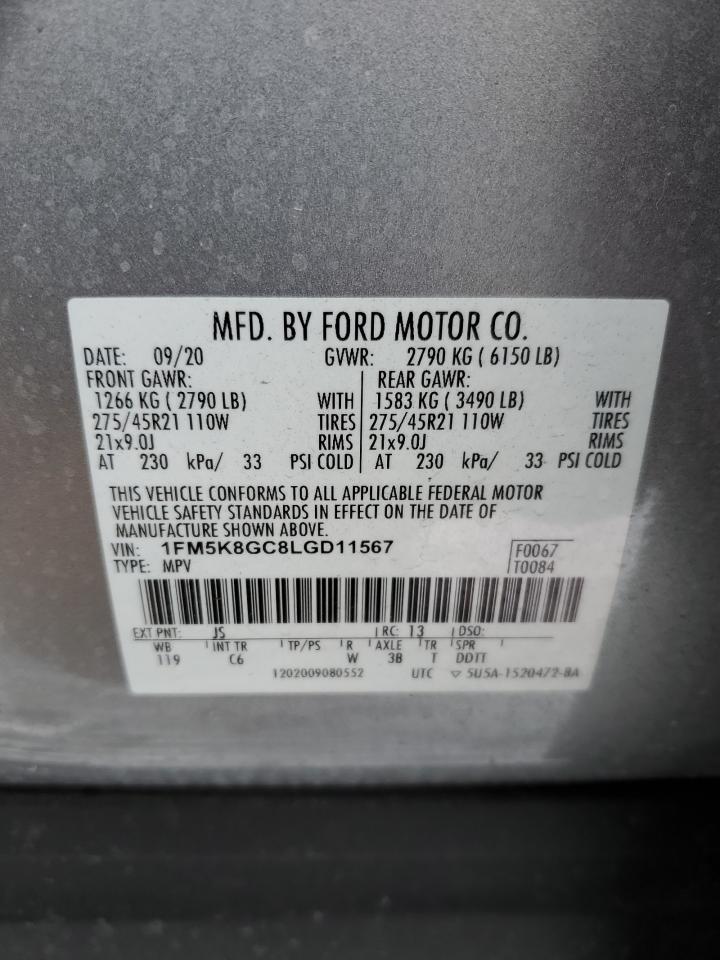 MFD. BY FORD MOTOR CO.
DATE: 09/20 GVWR: 2790 KG ( 6150 LB)
FRONT GAWR: REAR GAWR:
1266 KG ( 2790 LB) WITH 1583 KG ( 3490 LB) WITH
275/45R21 110W TIRES 275/45R21 110W TIRES
21x9.0J RIMS 21x9.0J RIMS
AT 230 kPa/ 33 PSI COLD AT 230 kPa/ 33 PSI COLD
THIS VEHICLE CONFORMS TO ALL APPLICABLE FEDERAL MOTOR
VEHICLE SAFETY STANDARDS IN EFFECT ON THE DATE OF
MANUFACTURE SHOWN ABOVE.
VIN: 1FM5K8GC8LGD11567 F0067
TYPE: MPV T0084
EXT PNT: JS RC: 13 DSO:
WB INT TR TP/PS R AXLE TR SPR
119 C6 W 3B T DDTT
1202009080552 UTC ▽ 5U5A-1520472-BA